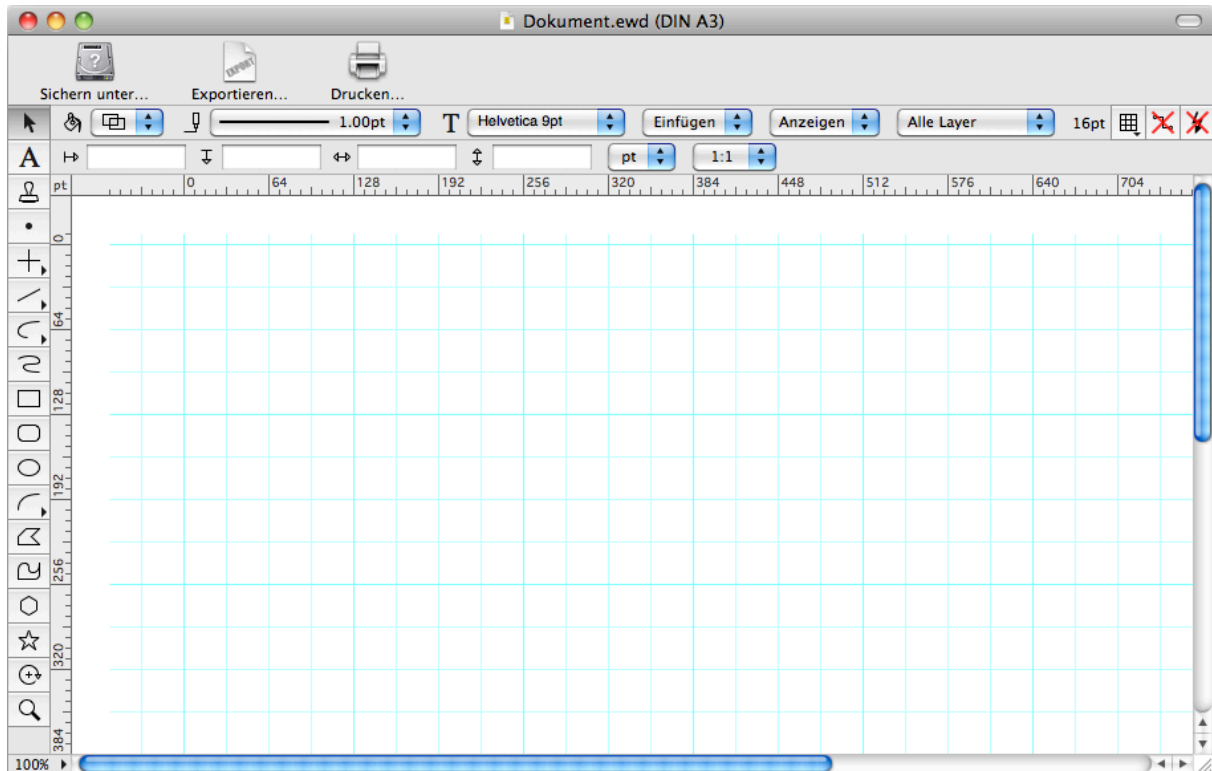 Dokument.ewd (DIN A3)
?
EXPORT
Sichern unter... Exportieren... Drucken...
1.00pt T Helvetica 9pt Einfügen Anzeigen Alle Layer 16pt
A pt 1:1
pt 0 64 128 192 256 320 384 448 512 576 640 704
0
64
128
192
256
320
384
100%